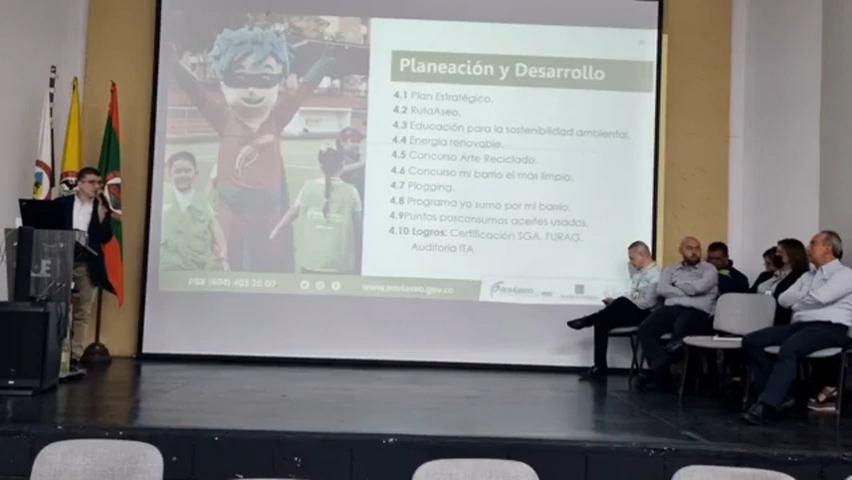 Planeación y Desarrollo
4.1 Plan Estratégico.
4.2 RutaAseo.
4.3 Educación para la sostenibilidad ambiental.
4.4 Energía renovable.
4.5 Concurso Arte Reciclado.
4.6 Concurso mi barrio el más limpio.
4.7 Plogging.
4.8 Programa yo sumo por mi barrio.
4.9Puntos posconsumos aceites usados.
4.10 Logros: Certificación SGA, FURAG,
Auditoría ITA
PBX (604) 403 20 07
www.enviaseo.gov.co